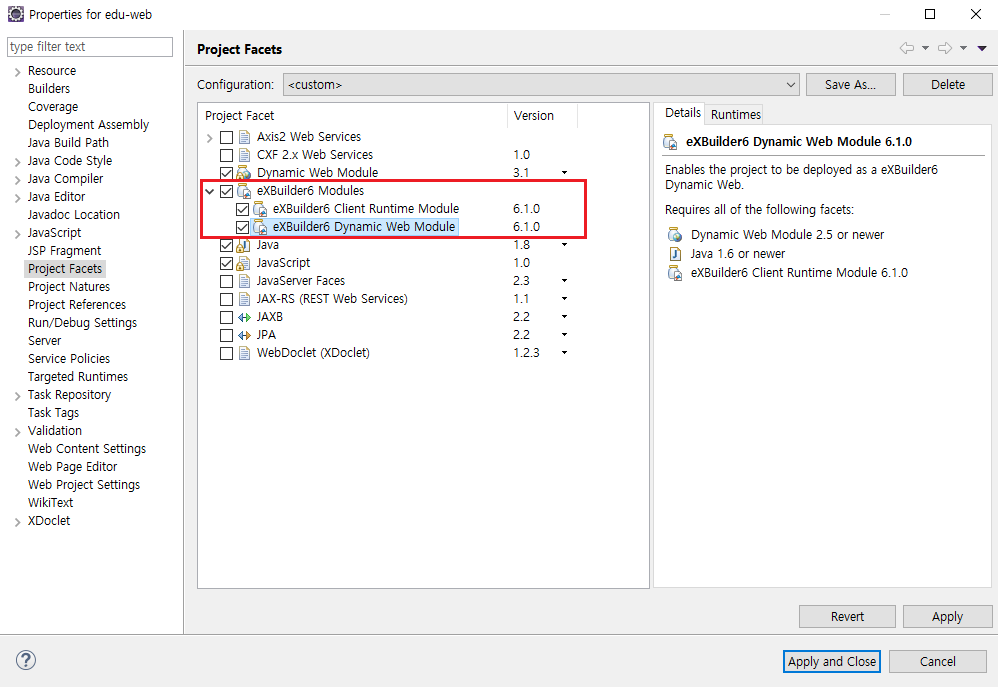 Properties for edu-web
type filter text
Resource
Builders
Coverage
Deployment Assembly
Java Build Path
Java Code Style
Java Compiler
Java Editor
Javadoc Location
JavaScript
JSP Fragment
Project Facets
Project Natures
Project References
Run/Debug Settings
Server
Service Policies
Targeted Runtimes
Task Repository
Task Tags
Validation
Web Content Settings
Web Page Editor
Web Project Settings
WikiText
XDoclet
Project Facets
Configuration: <custom> Save As... Delete
Project Facet Version
Axis2 Web Services
CXF 2.x Web Services 1.0
Dynamic Web Module 3.1
eXBuilder6 Modules
eXBuilder6 Client Runtime Module 6.1.0
eXBuilder6 Dynamic Web Module 6.1.0
Java 1.8
JavaScript 1.0
JavaServer Faces 2.3
JAX-RS (REST Web Services) 1.1
JAXB 2.2
JPA 2.2
WebDoclet (XDoclet) 1.2.3
Details Runtimes
eXBuilder6 Dynamic Web Module 6.1.0
Enables the project to be deployed as a eXBuilder6
Dynamic Web.
Requires all of the following facets:
Dynamic Web Module 2.5 or newer
Java 1.6 or newer
eXBuilder6 Client Runtime Module 6.1.0
Revert Apply
Apply and Close Cancel